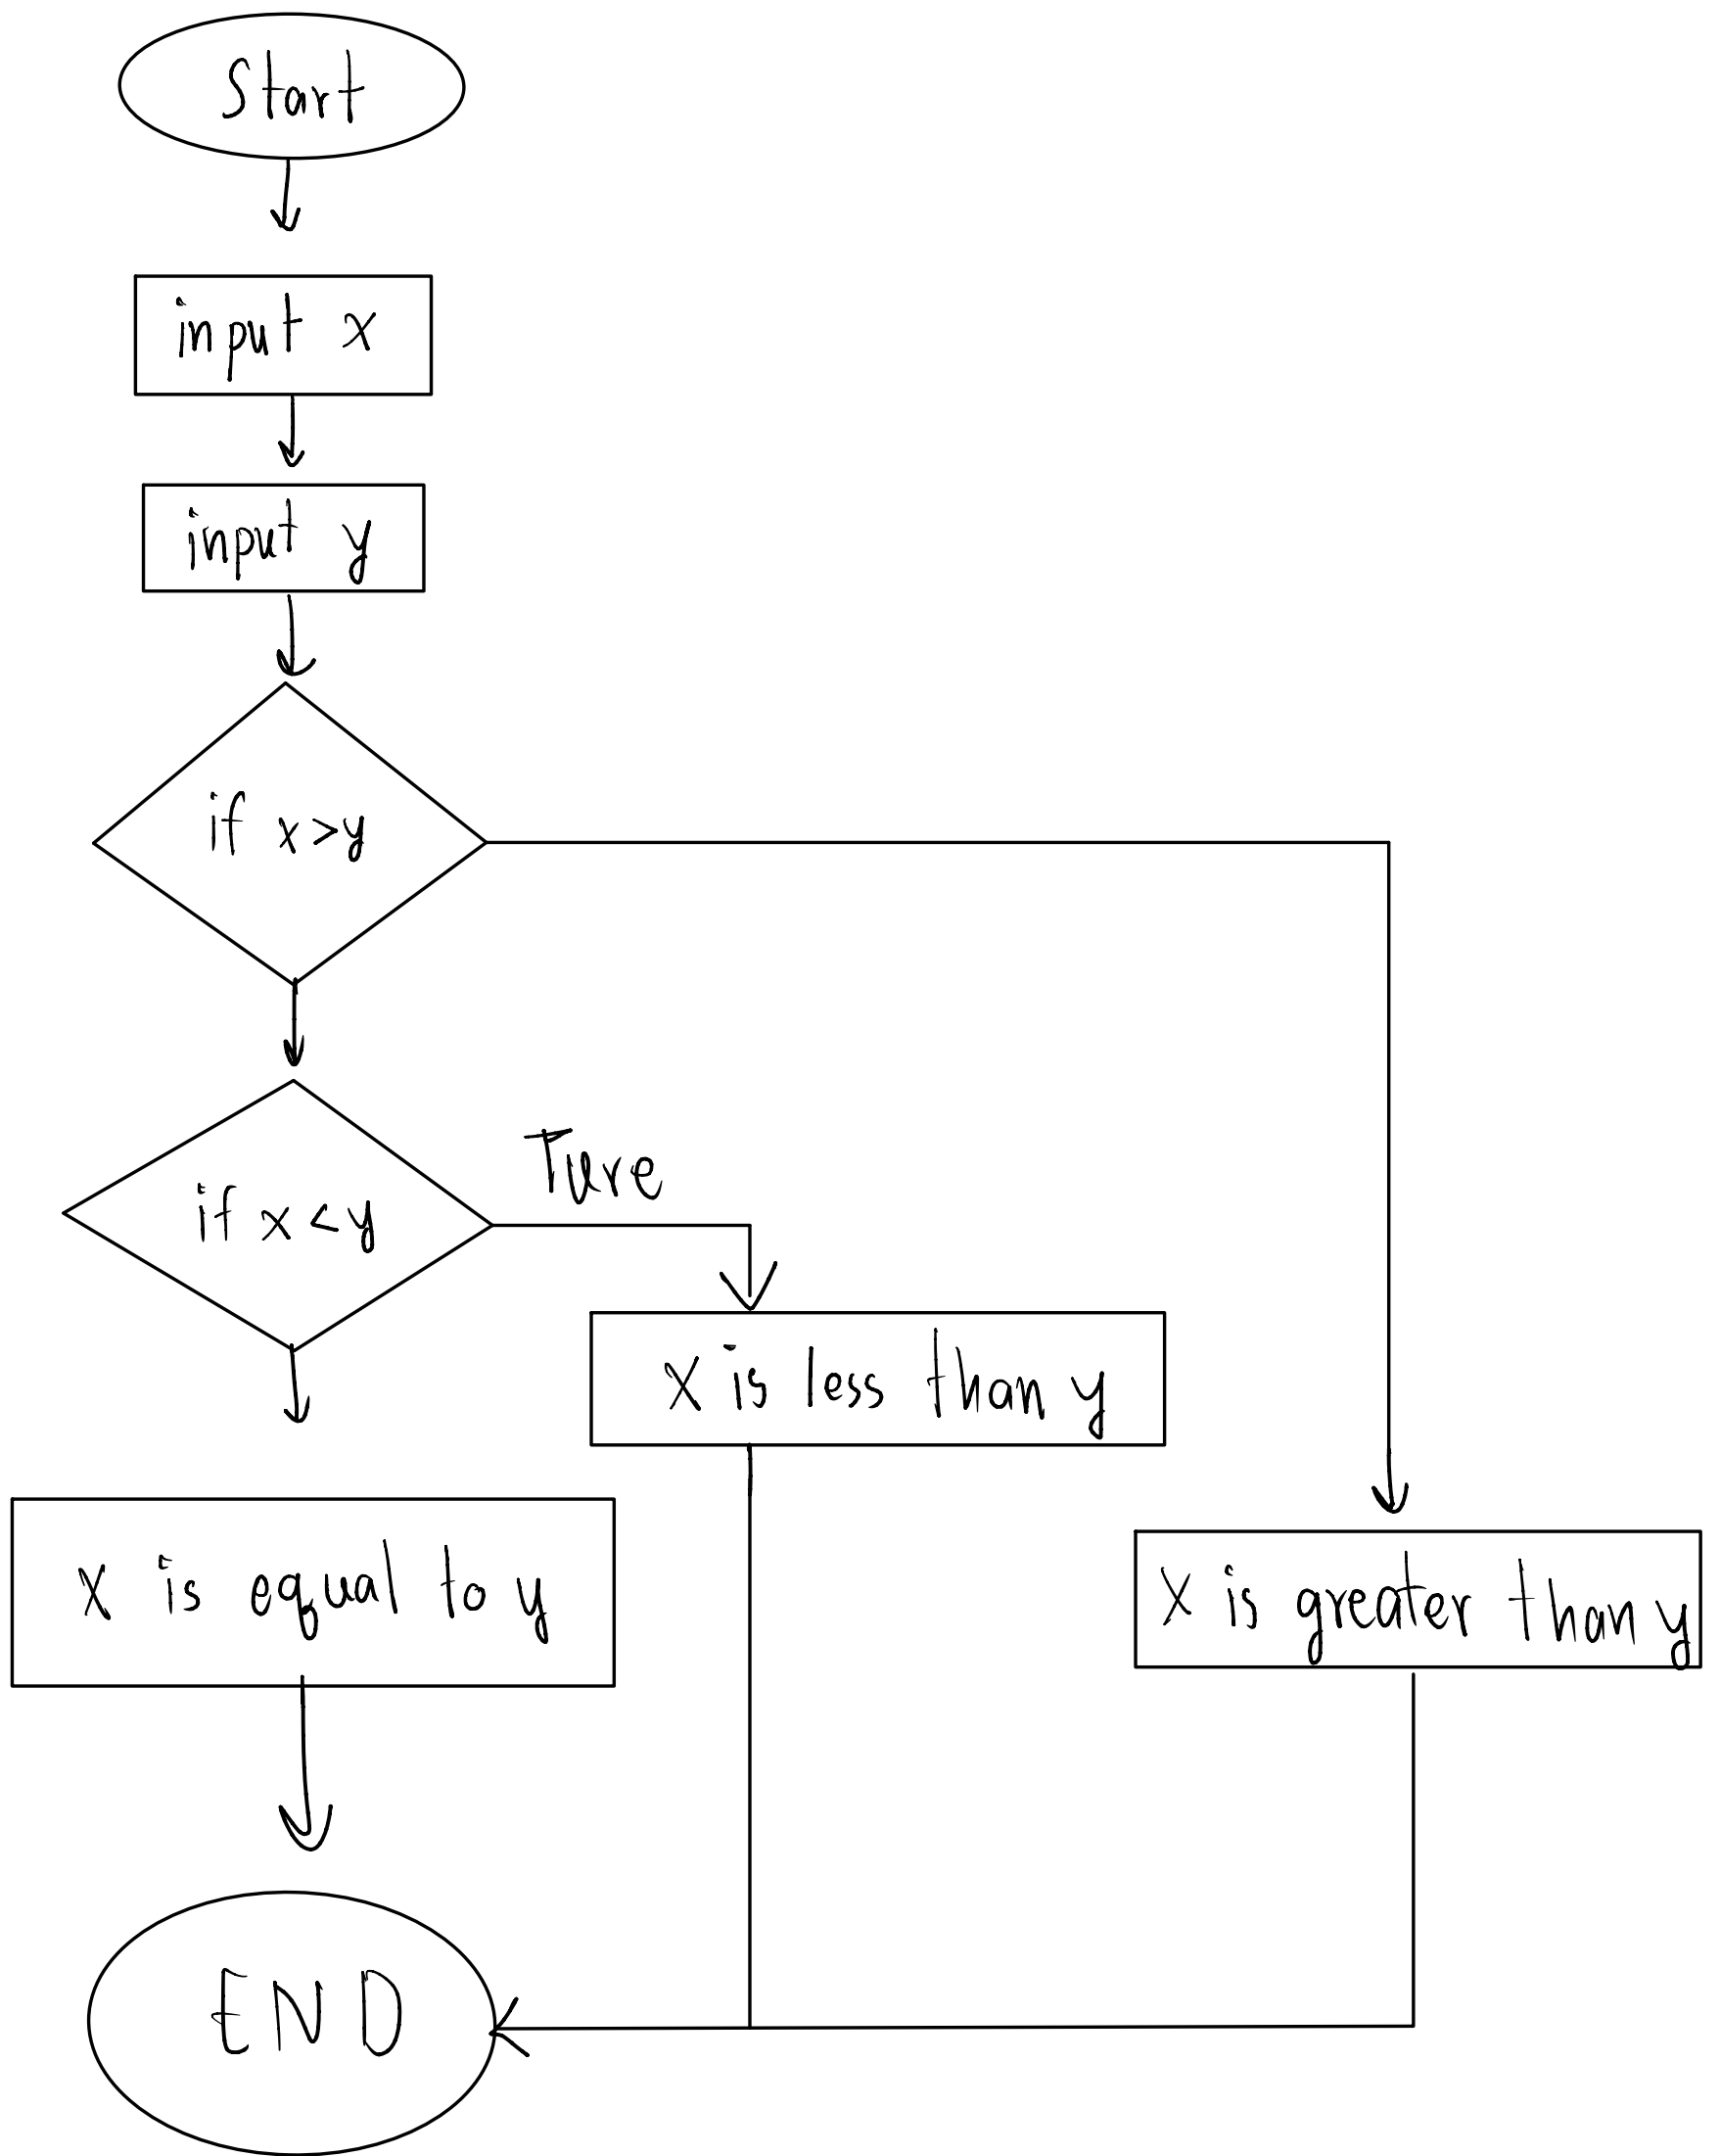 Start
input x
input y
if x>y
if x<y
Ture
x is less than y
x is equal to y
x is greater than y
END